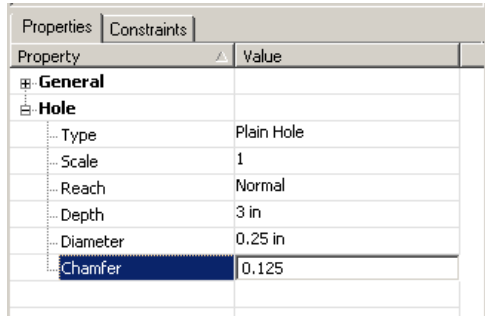 Properties Constraints
Property Value
General
Hole
Type Plain Hole
Scale 1
Reach Normal
Depth 3 in
Diameter 0.25 in
Chamfer 0.125